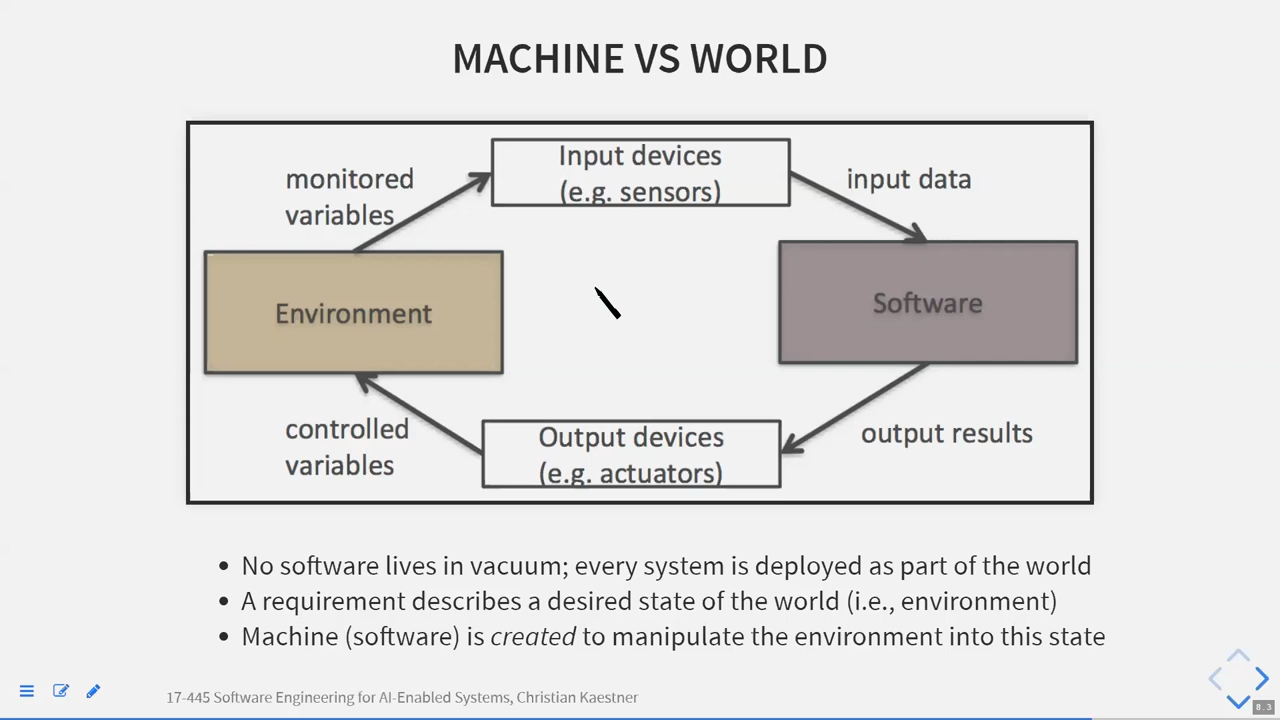 MACHINE VS WORLD
monitored
variables
Input devices
(e.g. sensors)
input data
Environment
Software
controlled
variables
Output devices
(e.g. actuators)
output results
No software lives in vacuum; every system is deployed as part of the world
A requirement describes a desired state of the world (i.e., environment)
Machine (software) is created to manipulate the environment into this state
17-445 Software Engineering for AI-Enabled Systems, Christian Kaestner
8.3